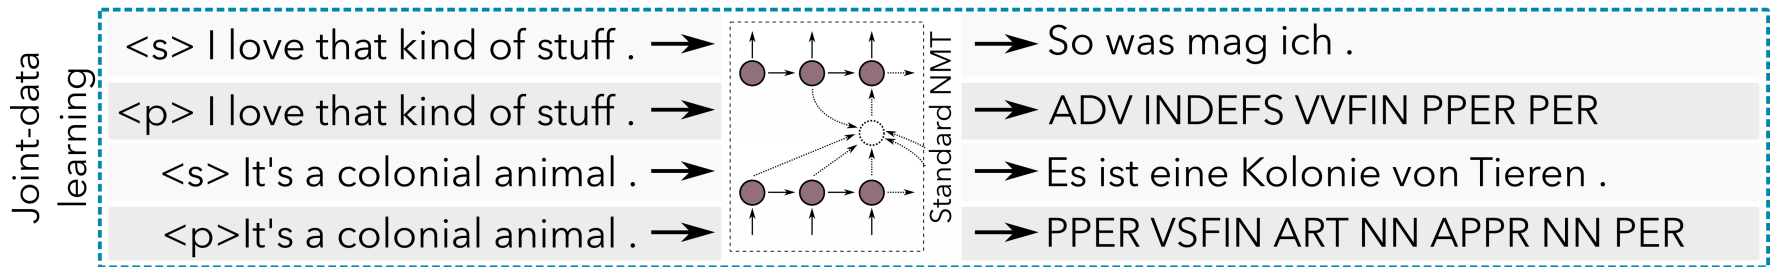 Joint-data
learning
<s> I love that kind of stuff .
So was mag ich .
<p> I love that kind of stuff .
ADV INDEFS VVFIN PPER PER
<s> It's a colonial animal .
Es ist eine Kolonie von Tieren .
<p>It's a colonial animal .
PPER VSFIN ART NN APPR NN PER
Standard NMT